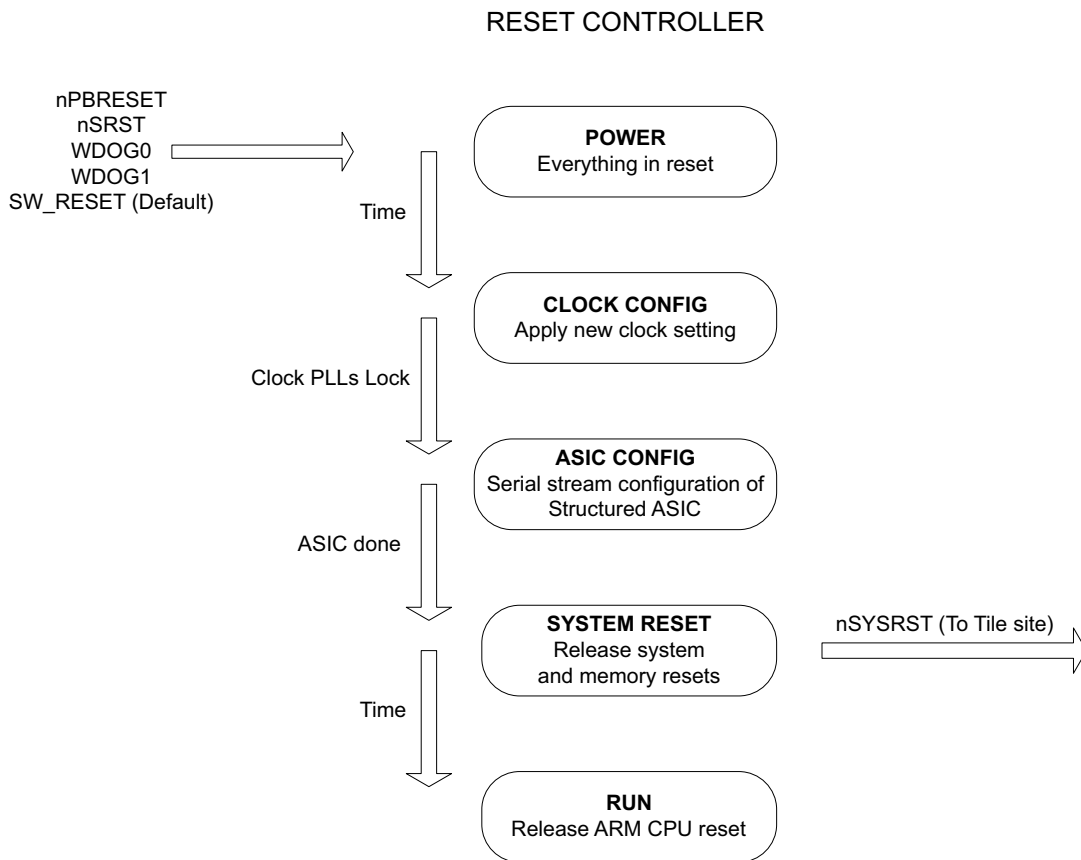 RESET CONTROLLER
nPBRESET
nSRST
WDOG0
WDOG1
SW_RESET (Default)
POWER
Everything in reset
Time
CLOCK CONFIG
Apply new clock setting
Clock PLLs Lock
ASIC CONFIG
Serial stream configuration of
Structured ASIC
ASIC done
SYSTEM RESET
Release system
and memory resets
nSYSRST (To Tile site)
Time
RUN
Release ARM CPU reset